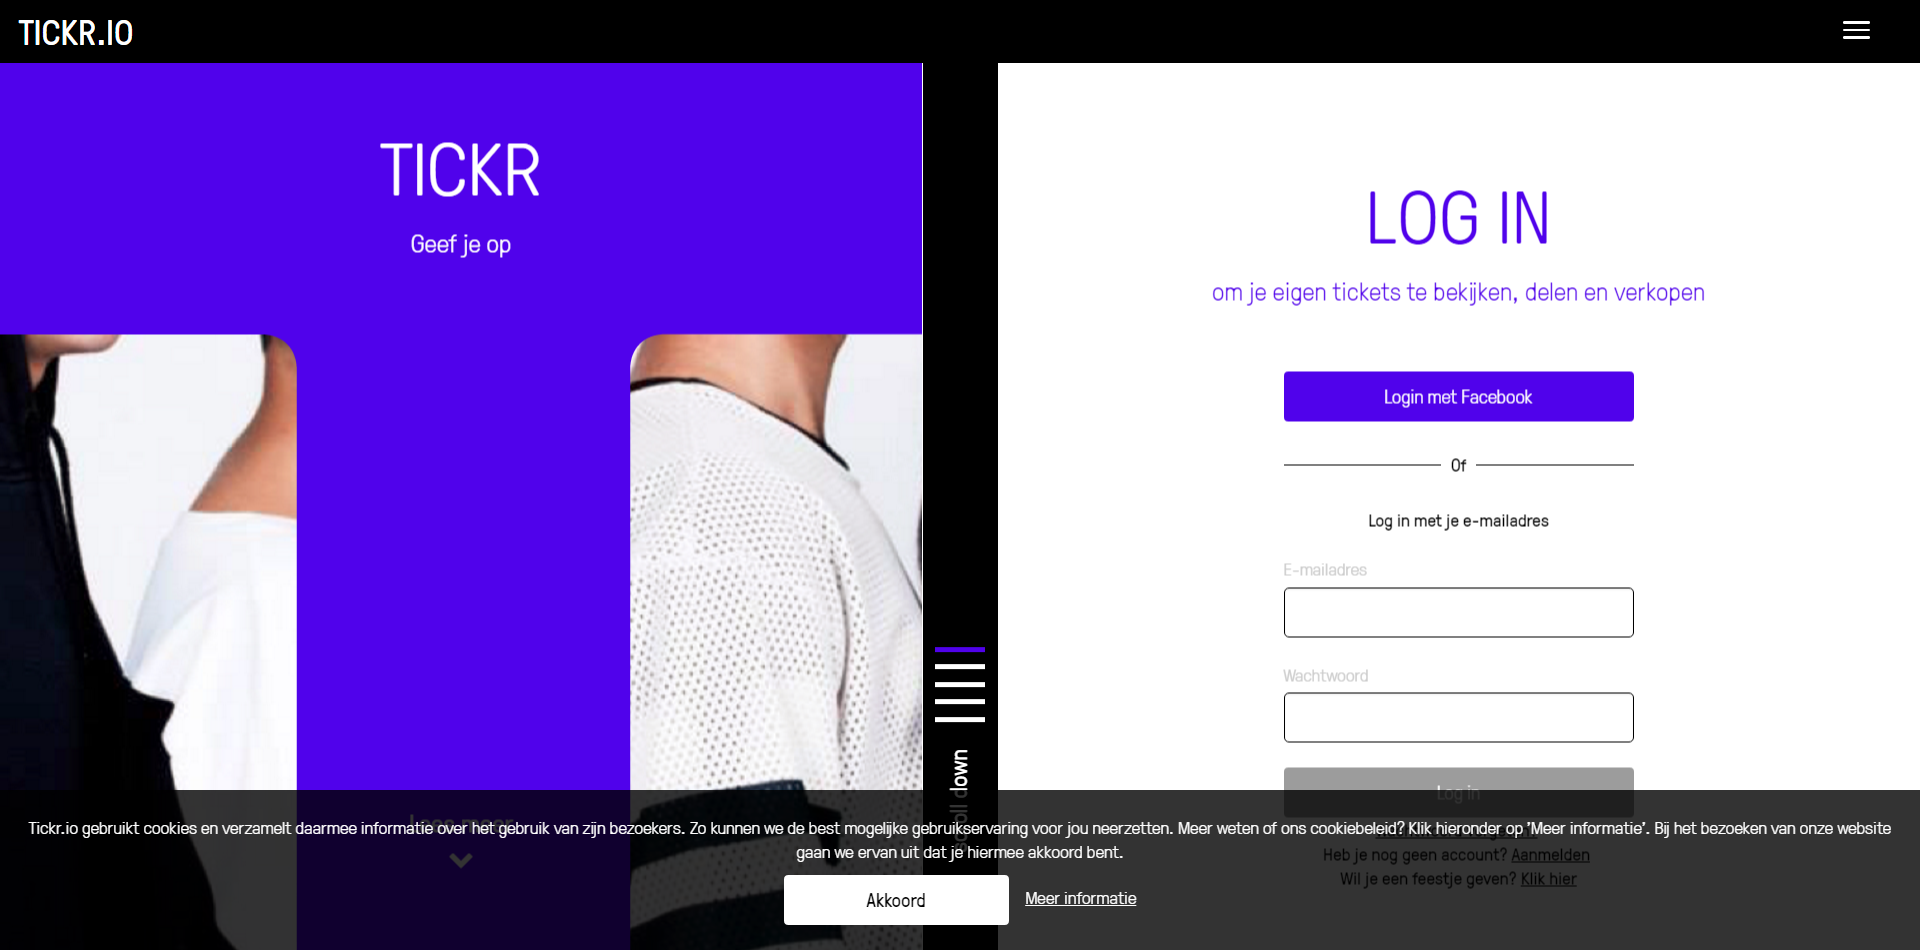 TICKR.IO
TICKR
Geef je op
Lees meer
scroll down
LOG IN
om je eigen tickets te bekijken, delen en verkopen
Login met Facebook
Of
Log in met je e-mailadres
E-mailadres
Wachtwoord
Log in
Heb je nog geen account? Aanmelden
Wil je een feestje geven? Klik hier
Tickr.io gebruikt cookies en verzamelt daarmee informatie over het gebruik van zijn bezoekers. Zo kunnen we de best mogelijke gebruikservaring voor jou neerzetten. Meer weten of ons cookiebeleid? Klik hieronder op 'Meer informatie'. Bij het bezoeken van onze website
gaan we ervan uit dat je hiermee akkoord bent.
Akkoord
Meer informatie